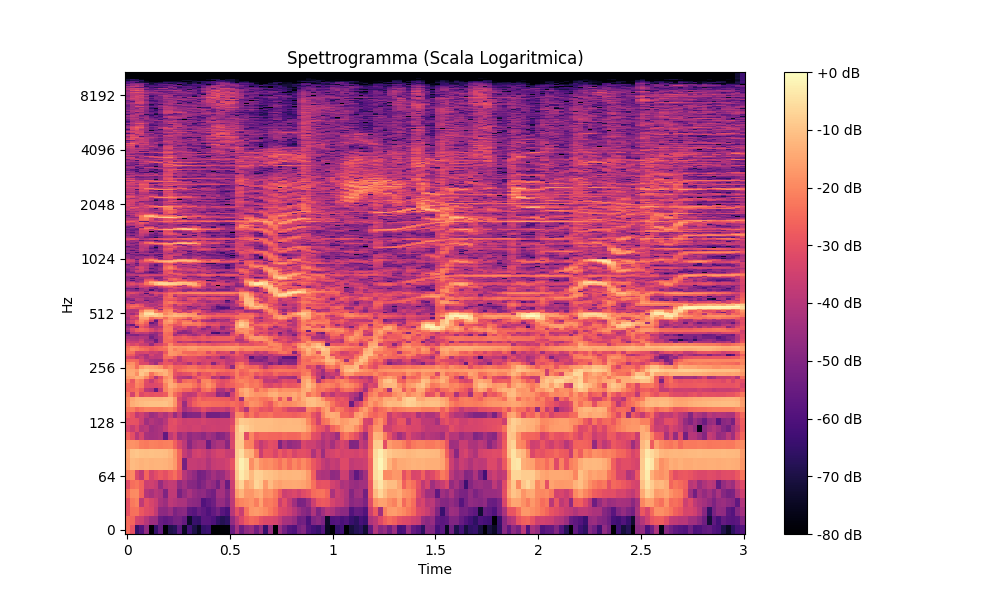 Spettrogramma (Scala Logaritmica)
8192
4096
2048
1024
512
256
128
64
0
Hz
0
0.5
1
1.5
2
2.5
3
Time
+0 dB
-10 dB
-20 dB
-30 dB
-40 dB
-50 dB
-60 dB
-70 dB
-80 dB